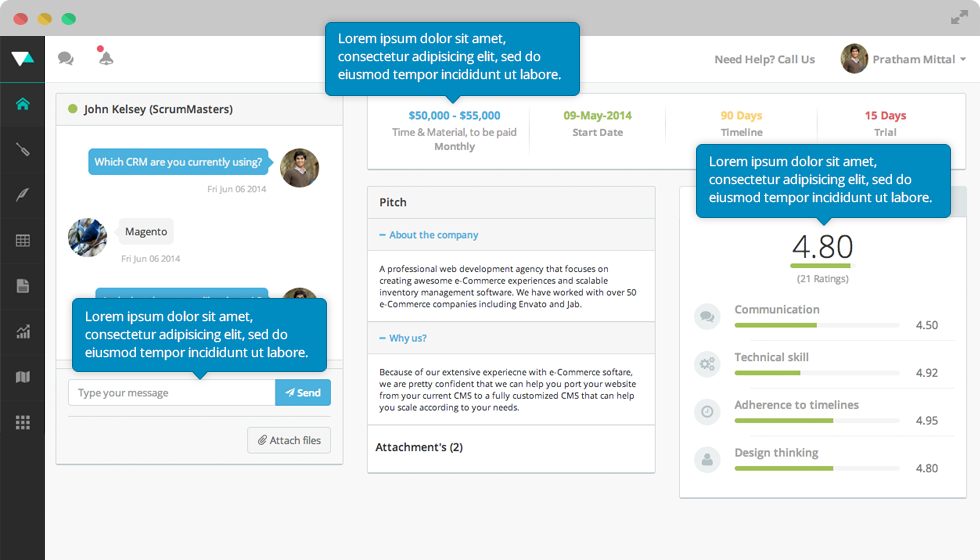 Lorem ipsum dolor sit amet,
consectetur adipisicing elit, sed do
eiusmod tempor incididunt ut labore.
Need Help? Call Us
Pratham Mittal
John Kelsey (ScrumMasters)
Which CRM are you currently using?
Fri Jun 06 2014
Magento
Fri Jun 06 2014
Lorem ipsum dolor sit amet,
consectetur adipisicing elit, sed do
eiusmod tempor incididunt ut labore.
Type your message
Send
Attach files
$50,000 - $55,000
Time & Material, to be paid
Monthly
09-May-2014
Start Date
90 Days
Timeline
15 Days
Trial
Pitch
− About the company
A professional web development agency that focuses on
creating awesome e-Commerce experiences and scalable
inventory management software. We have worked with over 50
e-Commerce companies including Envato and Jab.
− Why us?
Because of our extensive experiecne with e-Commerce softare,
we are pretty confident that we can help you port your website
from your current CMS to a fully customized CMS that can help
you scale according to your needs.
Attachment's (2)
Lorem ipsum dolor sit amet,
consectetur adipisicing elit, sed do
eiusmod tempor incididunt ut labore.
4.80
(21 Ratings)
Communication
4.50
Technical skill
4.92
Adherence to timelines
4.95
Design thinking
4.80